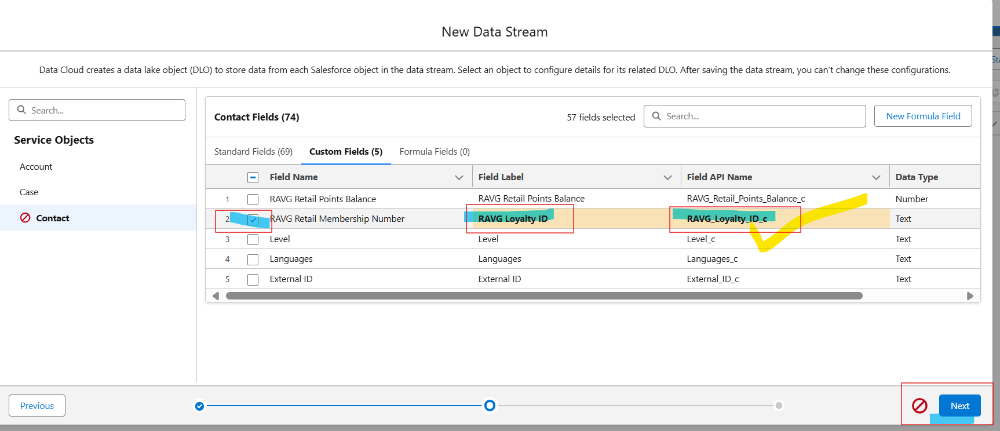 New Data Stream
Data Cloud creates a data lake object (DLO) to store data from each Salesforce object in the data stream. Select an object to configure details for its related DLO. After saving the data stream, you can't change these configurations.
Search...
Service Objects
Account
Case
Contact
Contact Fields (74)
57 fields selected
Search...
New Formula Field
Standard Fields (69) Custom Fields (5) Formula Fields (0)
Field Name Field Label Field API Name Data Type
1 RAVG Retail Points Balance RAVG Retail Points Balance RAVG_Retail_Points_Balance_c Number
2 RAVG Retail Membership Number RAVG Loyalty ID RAVG_Loyalty_ID_c Text
3 Level Level Level_c Text
4 Languages Languages Languages_c Text
5 External ID External ID External_ID_c Text
Previous
Next